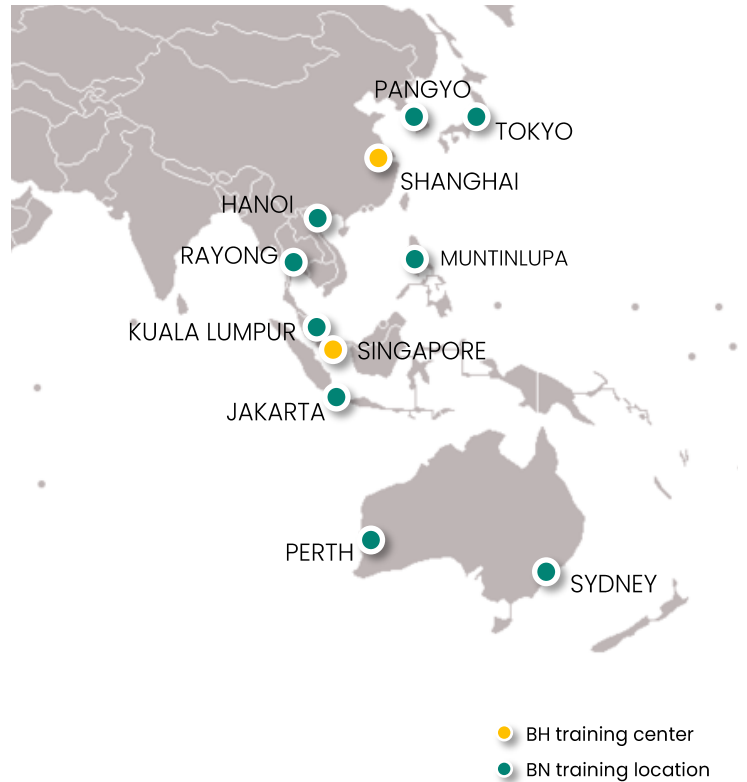 PANGYO
TOKYO
SHANGHAI
HANOI
RAYONG
MUNTINLUPA
KUALA LUMPUR
SINGAPORE
JAKARTA
PERTH
SYDNEY
BH training center
BN training location